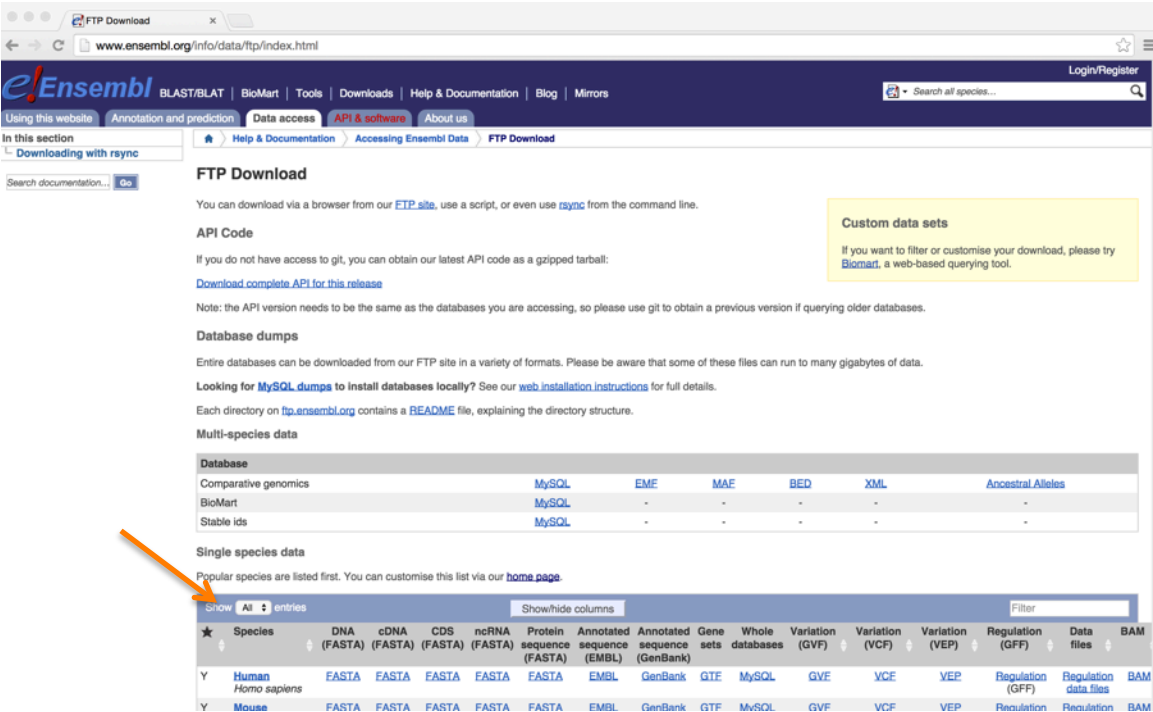 FTP Download
www.ensembl.org/info/data/ftp/index.html
Login/Register
e!Ensembl BLAST/BLAT | BioMart | Tools | Downloads | Help & Documentation | Blog | Mirrors
Search all species...
Using this website Annotation and prediction Data access API & software About us
In this section
Downloading with rsync
Search documentation... Go
Help & Documentation Accessing Ensembl Data FTP Download
FTP Download
You can download via a browser from our FTP site, use a script, or even use rsync from the command line.
Custom data sets
If you want to filter or customise your download, please try
Biomart, a web-based querying tool.
API Code
If you do not have access to git, you can obtain our latest API code as a gzipped tarball:
Download complete API for this release
Note: the API version needs to be the same as the databases you are accessing, so please use git to obtain a previous version if querying older databases.
Database dumps
Entire databases can be downloaded from our FTP site in a variety of formats. Please be aware that some of these files can run to many gigabytes of data.
Looking for MySQL dumps to install databases locally? See our web installation instructions for full details.
Each directory on ftp.ensembl.org contains a README file, explaining the directory structure.
Multi-species data
Database
Comparative genomics MySQL EMF MAF BED XML Ancestral Alleles
BioMart MySQL - - - - -
Stable ids MySQL - - - - -
Single species data
Popular species are listed first. You can customise this list via our home page.
Show All entries Show/hide columns Filter
★ Species DNA cDNA CDS ncRNA Protein Annotated Annotated Gene Whole Variation Variation Variation Regulation Data BAM
(FASTA) (FASTA) (FASTA) (FASTA) sequence sequence sequence sets databases (GVF) (VCF) (VEP) (GFF) files
(FASTA) (EMBL) (GenBank)
Y Human FASTA FASTA FASTA FASTA FASTA EMBL GenBank GTF MySQL GVF VCF VEP Regulation Regulation BAM
Homo sapiens (GFF) data files
Y Mouse FASTA FASTA FASTA FASTA FASTA EMBL GenBank GTF MySQL GVF VCF VEP Regulation Regulation BAM